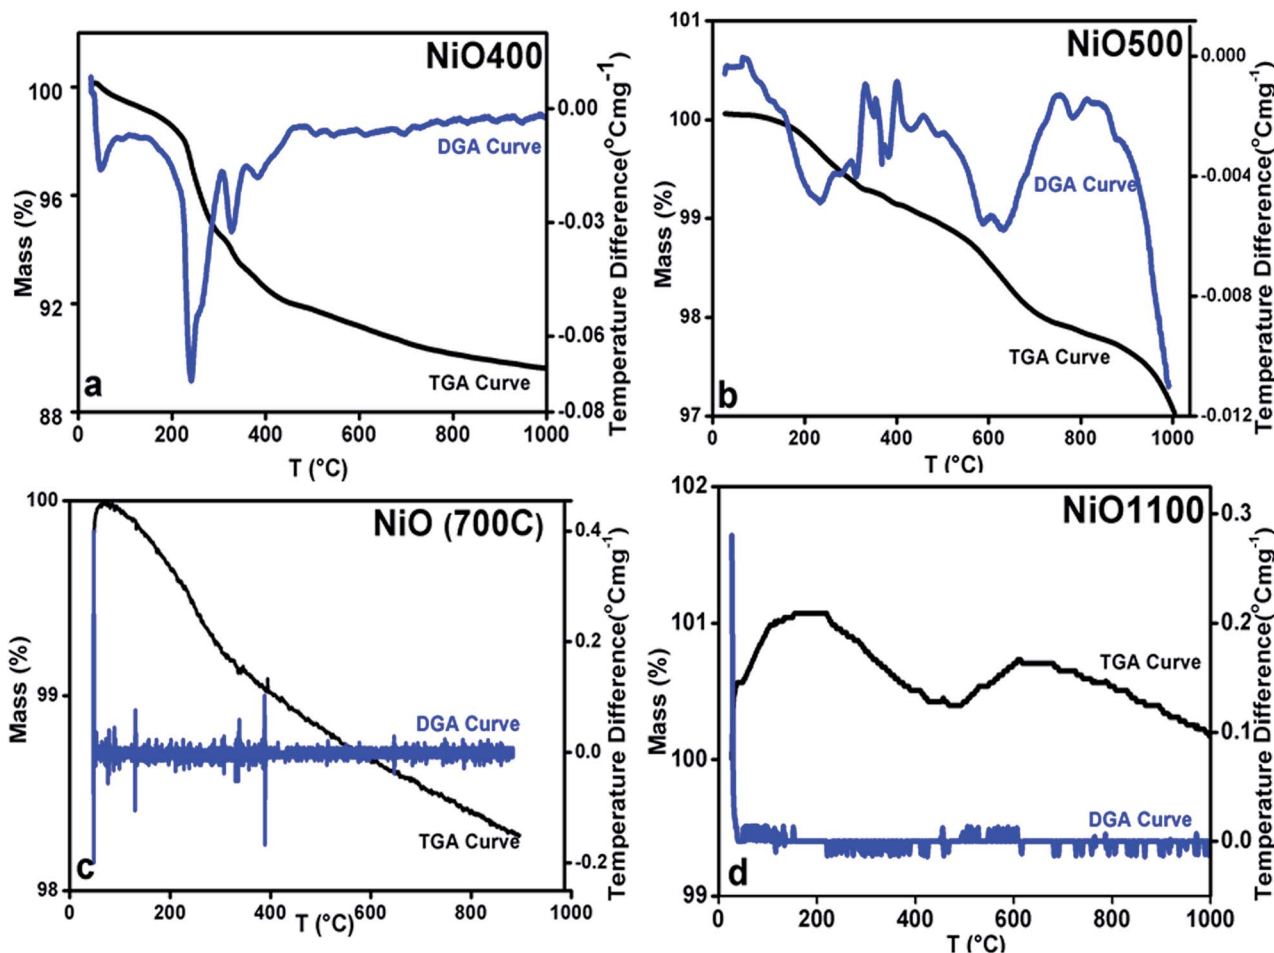 NiO400
100
96
92
88
Mass (%)
0.00
-0.03
-0.06
-0.08
Temperature Difference(°Cmg-1)
DGA Curve
TGA Curve
a
0 200 400 600 800 1000
T (°C)
NiO500
101
100
99
98
97
Mass (%)
0.000
-0.004
-0.008
-0.012
Temperature Difference(°Cmg-1)
DGA Curve
TGA Curve
b
0 200 400 600 800 1000
T (°C)
NiO (700C)
100
99
98
Mass (%)
0.4
0.2
0.0
-0.2
Temperature Difference(°Cmg-1)
DGA Curve
TGA Curve
c
0 200 400 600 800 1000
T (°C)
NiO1100
102
101
100
99
Mass (%)
0.3
0.2
0.1
0.0
Temperature Difference(°Cmg-1)
TGA Curve
DGA Curve
d
0 200 400 600 800 1000
T (°C)